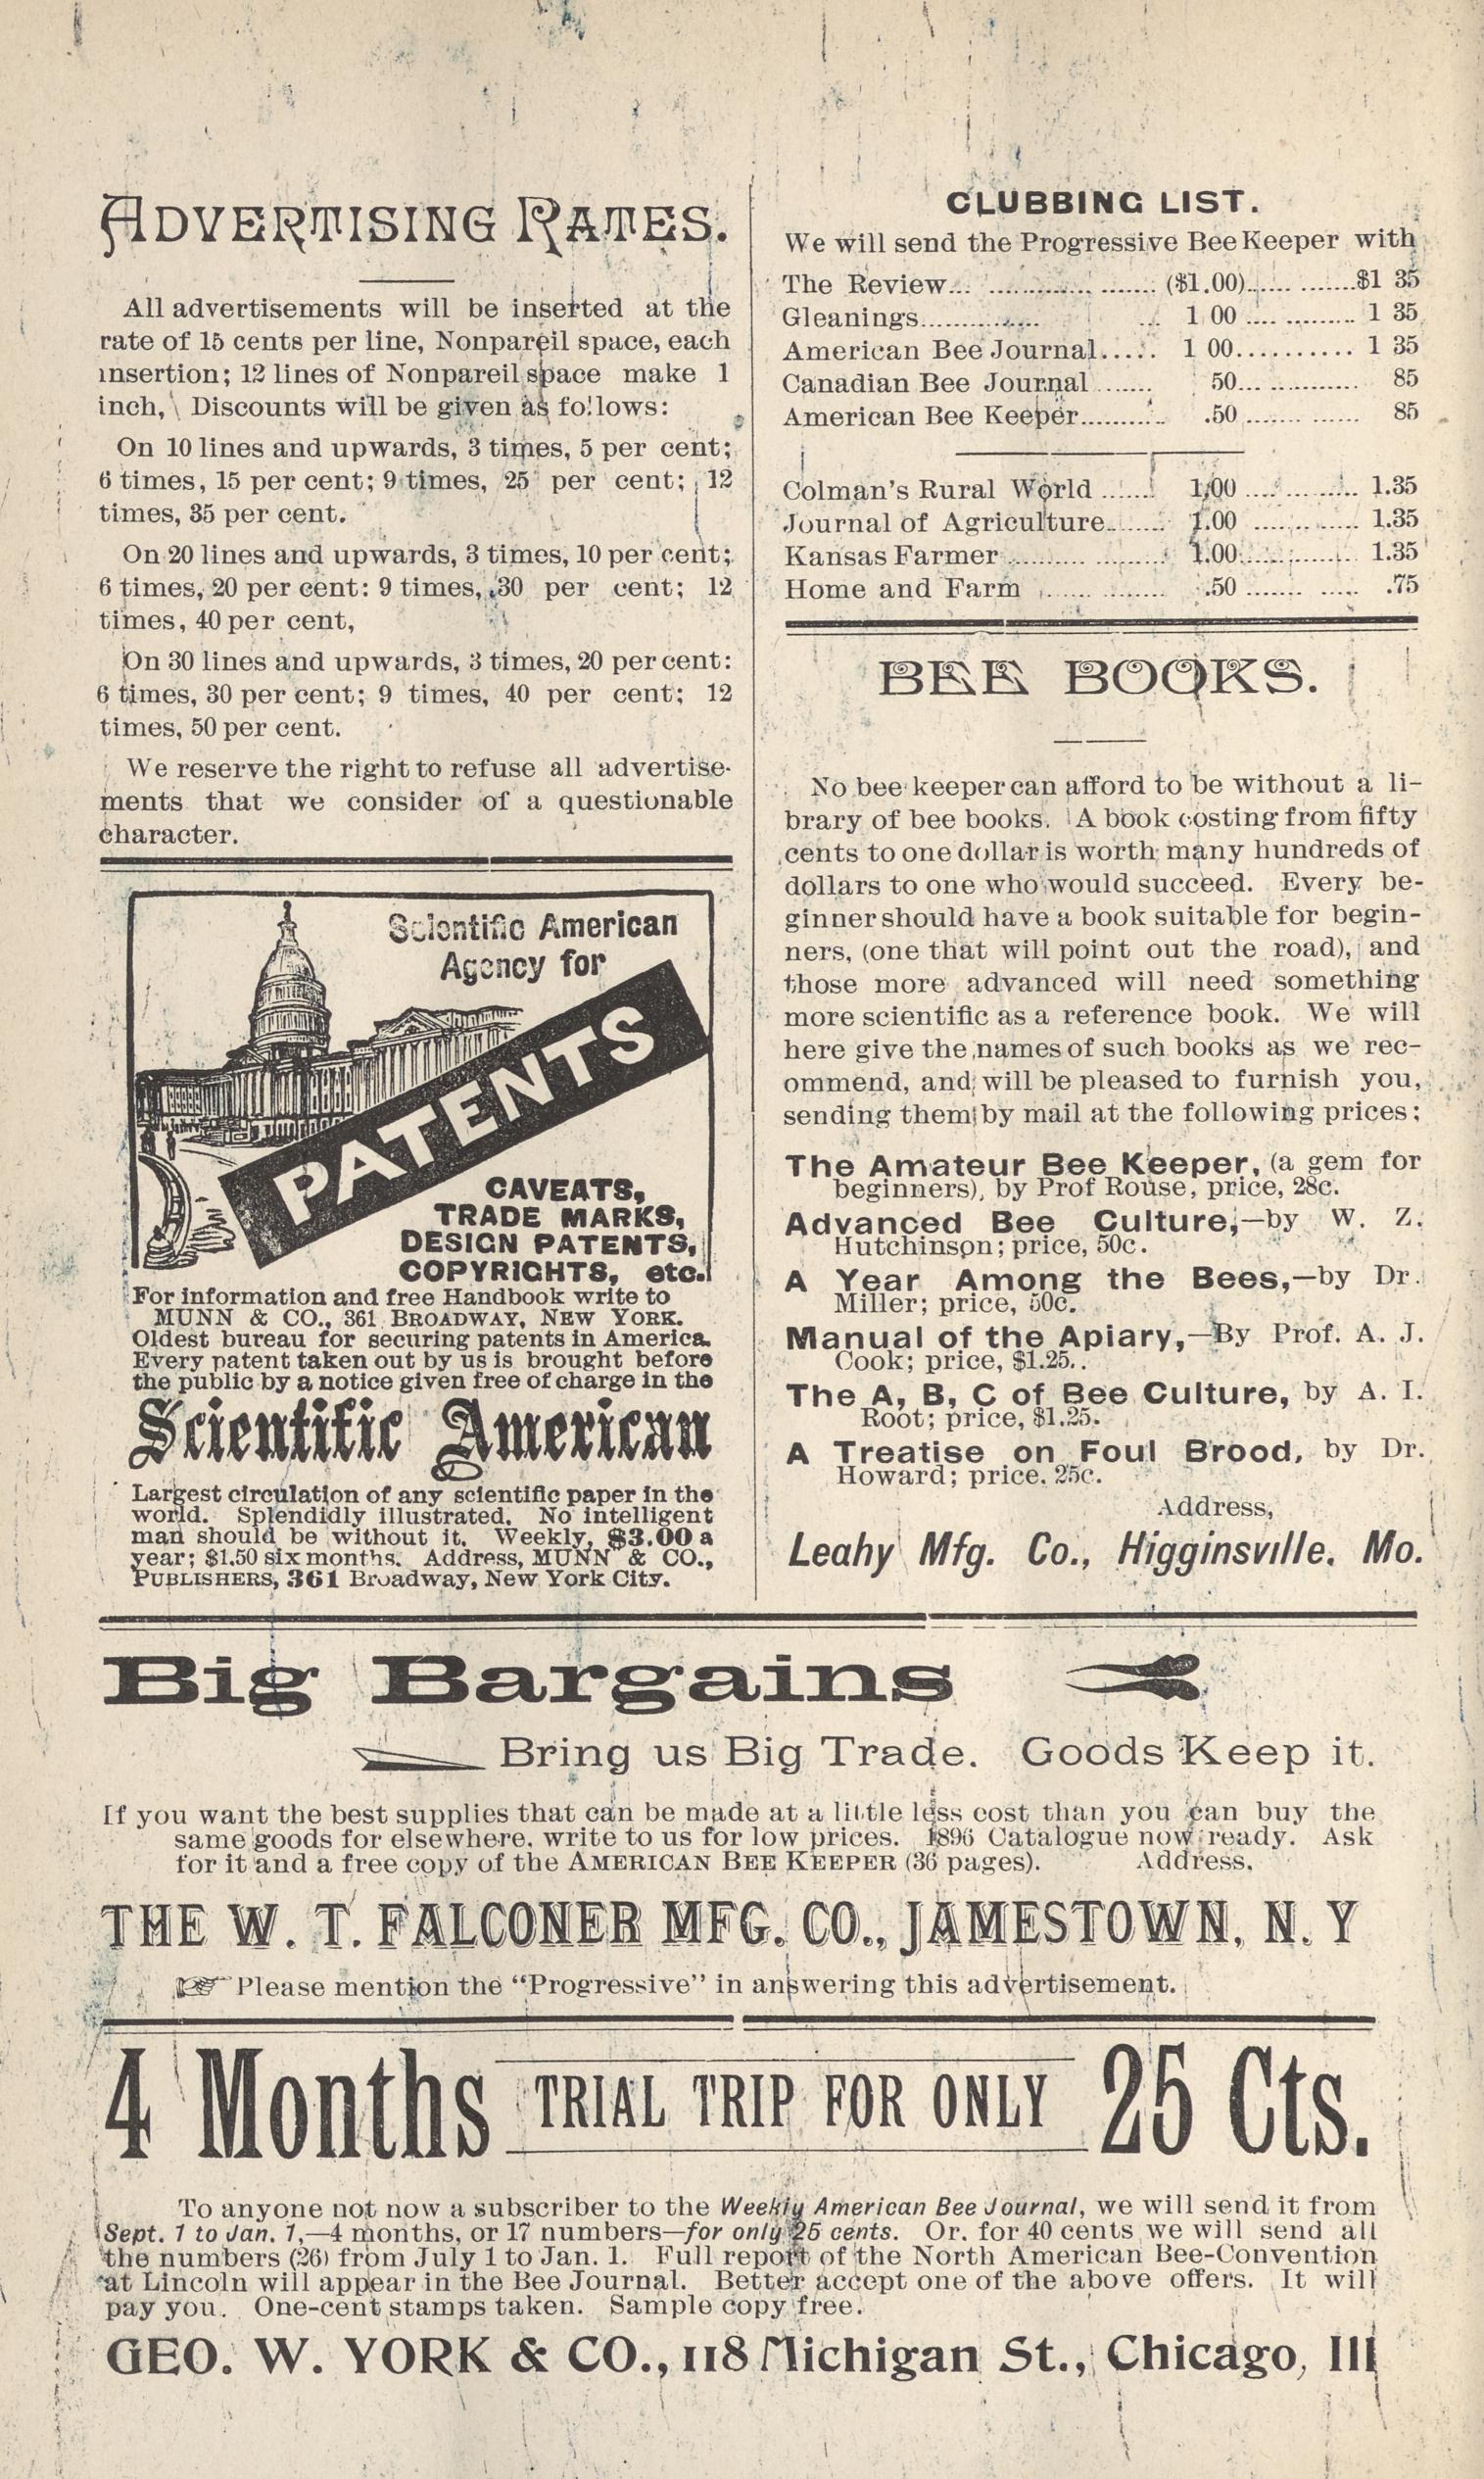 ADVERTISING RATES.
All advertisements will be inserted at the
rate of 15 cents per line, Nonpareil space, each
insertion; 12 lines of Nonpareil space make 1
inch, Discounts will be given as follows:
On 10 lines and upwards, 3 times, 5 per cent;
6 times, 15 per cent; 9 times, 25 per cent; 12
times, 35 per cent.
On 20 lines and upwards, 3 times, 10 per cent;
6 times, 20 per cent: 9 times, 30 per cent; 12
times, 40 per cent,
On 30 lines and upwards, 3 times, 20 per cent:
6 times, 30 per cent; 9 times, 40 per cent; 12
times, 50 per cent.
We reserve the right to refuse all advertise-
ments that we consider of a questionable
character.
Scientific American
Agency for
PATENTS
CAVEATS,
TRADE MARKS,
DESIGN PATENTS,
COPYRIGHTS, etc.
For information and free Handbook write to
MUNN & CO., 361 BROADWAY, NEW YORK.
Oldest bureau for securing patents in America.
Every patent taken out by us is brought before
the public by a notice given free of charge in the
Scientific American
Largest circulation of any scientific paper in the
world. Splendidly illustrated. No intelligent
man should be without it. Weekly, $3.00 a
year; $1.50 six months. Address, MUNN & CO.,
PUBLISHERS, 361 Broadway, New York City.
CLUBBING LIST.
We will send the Progressive Bee Keeper with
The Review... ............. ....... ($1.00)...... .......$1 35
Gleanings............... ... 1 00 .... .......... 1 35
American Bee Journal..... 1 00.......... 1 35
Canadian Bee Journal ....... 50... ............ 85
American Bee Keeper........... .50 ....... ...... 85
Colman's Rural World ...... 1.00 .... ....... 1.35
Journal of Agriculture....... 1.00 ....... ...... 1.35
Kansas Farmer .......... ......... 1.00............... 1.35
Home and Farm ....... ........ .50 ....... ..... .75
BEE BOOKS.
No bee keeper can afford to be without a li-
brary of bee books. A book costing from fifty
cents to one dollar is worth many hundreds of
dollars to one who would succeed. Every be-
ginner should have a book suitable for begin-
ners, (one that will point out the road), and
those more advanced will need something
more scientific as a reference book. We will
here give the names of such books as we rec-
ommend, and will be pleased to furnish you,
sending them by mail at the following prices:
The Amateur Bee Keeper, (a gem for
beginners), by Prof Rouse, price, 28c.
Advanced Bee Culture,—by W. Z.
Hutchinson; price, 50c.
A Year Among the Bees,—by Dr.
Miller; price, 50c.
Manual of the Apiary,—By Prof. A. J.
Cook; price, $1.25..
The A, B, C of Bee Culture, by A. I.
Root; price, $1.25.
A Treatise on Foul Brood, by Dr.
Howard; price. 25c.
Address,
Leahy Mfg. Co., Higginsville. Mo.
Big Bargains
Bring us Big Trade. Goods Keep it.
If you want the best supplies that can be made at a little less cost than you can buy the
same goods for elsewhere, write to us for low prices. 1896 Catalogue now ready. Ask
for it and a free copy of the AMERICAN BEE KEEPER (36 pages). Address.
THE W. T. FALCONER MFG. CO., JAMESTOWN, N. Y
☞ Please mention the "Progressive" in answering this advertisement.
4 Months TRIAL TRIP FOR ONLY 25 Cts.
To anyone not now a subscriber to the Weekly American Bee Journal, we will send it from
Sept. 1 to Jan. 1,—4 months, or 17 numbers—for only 25 cents. Or. for 40 cents we will send all
the numbers (26) from July 1 to Jan. 1. Full report of the North American Bee-Convention
at Lincoln will appear in the Bee Journal. Better accept one of the above offers. It will
pay you. One-cent stamps taken. Sample copy free.
GEO. W. YORK & CO., 118 Michigan St., Chicago, Ill